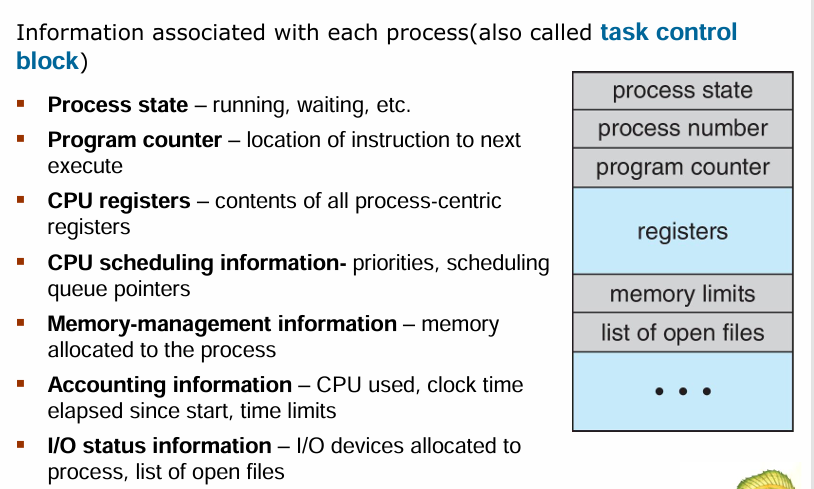 Information associated with each process(also called task control
block)
▪ Process state – running, waiting, etc.
▪ Program counter – location of instruction to next
execute
▪ CPU registers – contents of all process-centric
registers
▪ CPU scheduling information- priorities, scheduling
queue pointers
▪ Memory-management information – memory
allocated to the process
▪ Accounting information – CPU used, clock time
elapsed since start, time limits
▪ I/O status information – I/O devices allocated to
process, list of open files
process state
process number
program counter
registers
memory limits
list of open files
• • •